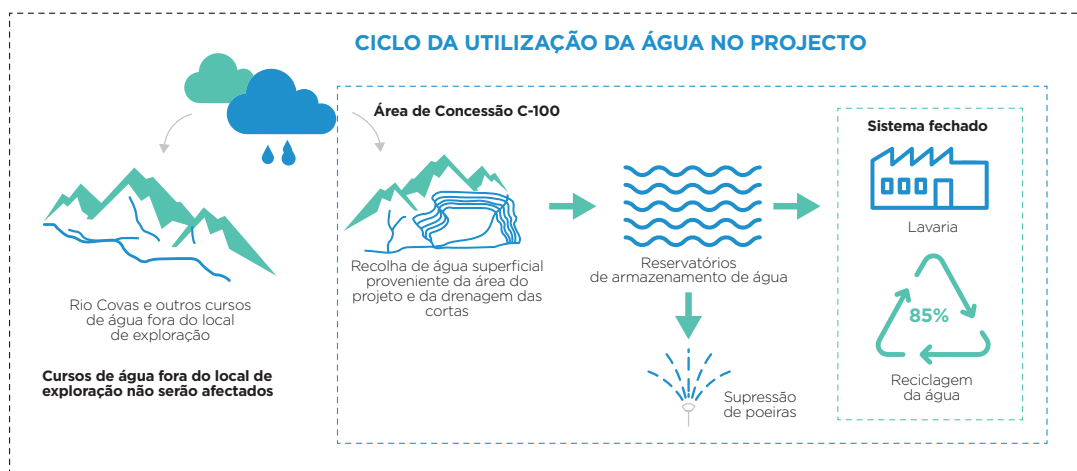 CICLO DA UTILIZAÇÃO DA ÁGUA NO PROJECTO
Área de Concessão C-100
Sistema fechado
Lavaria
Recolha de água superficial
proveniente da área do
projeto e da drenagem das
cortas
Reservatórios
de armazenamento de água
Rio Covas e outros cursos
de água fora do local
de exploração
85%
Cursos de água fora do local de
exploração não serão afectados
Supressão
de poeiras
Reciclagem
da água